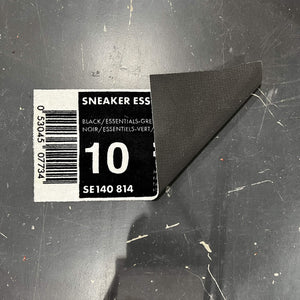 SNEAKER ESS
BLACK/ESSENTIALS-GRE
NOIR/ESSENTIELS-VERT/
10
SE140 814
0 53045 07734